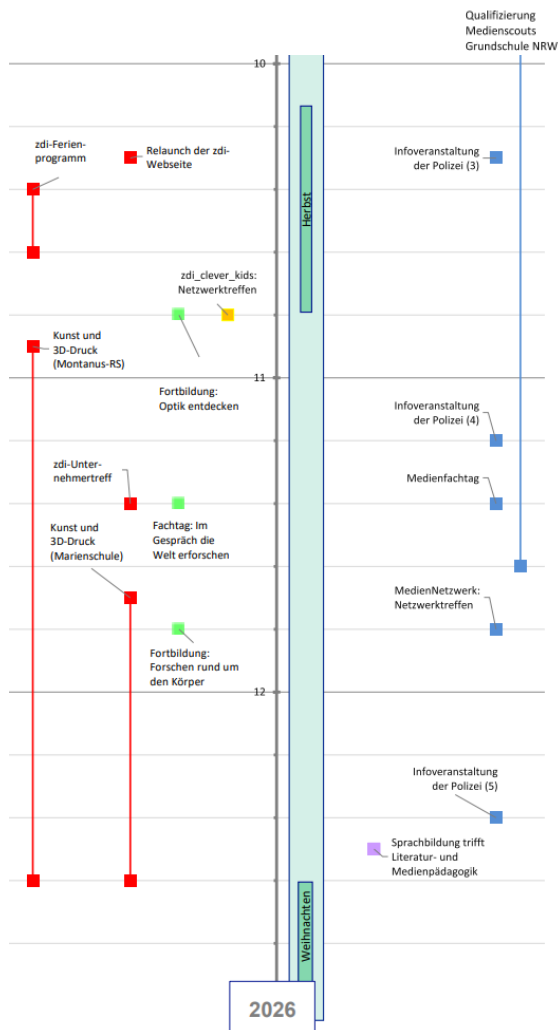 Qualifizierung
Medienscouts
Grundschule NRW
10
zdi-Ferien-
programm
Relaunch der zdi-
Webseite
Infoveranstaltung
der Polizei (3)
Herbst
zdi_clever_kids:
Netzwerktreffen
Kunst und
3D-Druck
(Montanus-RS)
11
Fortbildung:
Optik entdecken
Infoveranstaltung
der Polizei (4)
zdi-Unter-
nehmertreff
Medienfachtag
Kunst und
3D-Druck
(Marienschule)
Fachtag: Im
Gespräch die
Welt erforschen
MedienNetzwerk:
Netzwerktreffen
Fortbildung:
Forschen rund um
den Körper
12
Infoveranstaltung
der Polizei (5)
Sprachbildung trifft
Literatur- und
Medienpädagogik
Weihnachten
2026